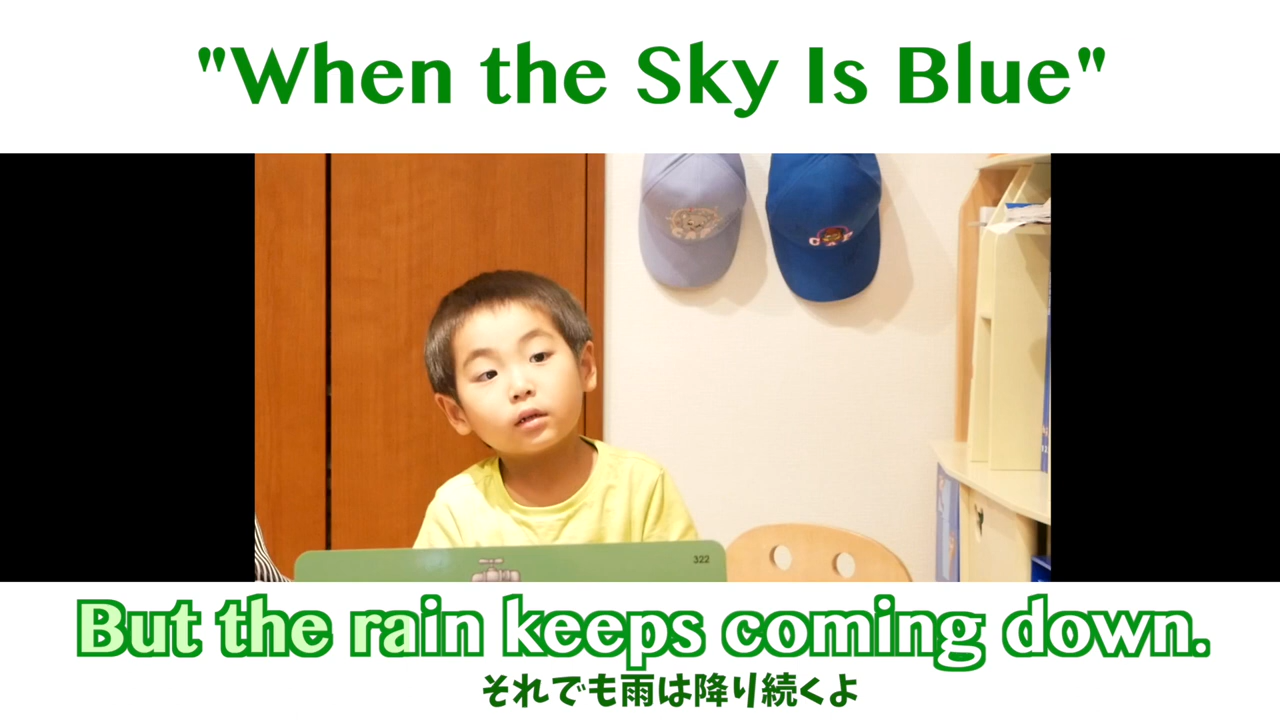 "When the Sky Is Blue"
322
But the rain keeps coming down.
それでも雨は降り続くよ